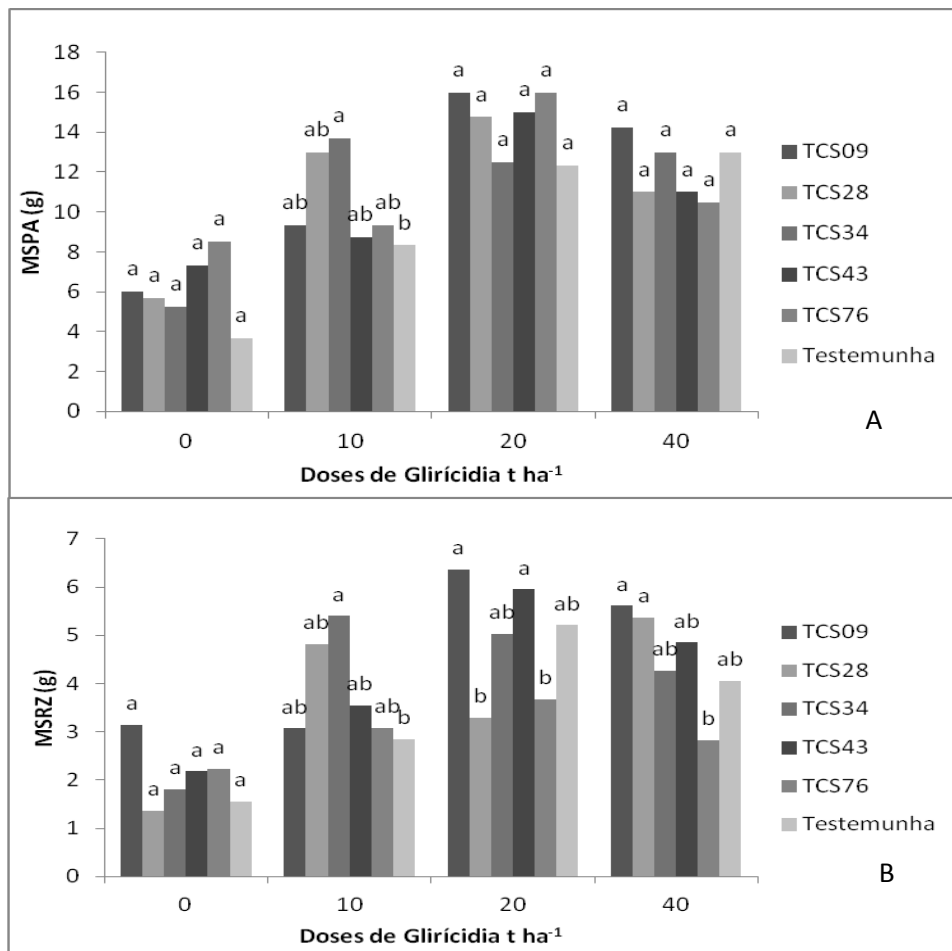 18
16
14
12
10
8
6
4
2
0
MSPA (g)
a a a a a a
ab ab a ab ab b
a a a a a a
a a a a a a
0 10 20 40
Doses de Glirícidia t ha⁻¹
TCS09
TCS28
TCS34
TCS43
TCS76
Testemunha
A
7
6
5
4
3
2
1
0
MSRZ (g)
a a a a a a
ab ab a ab ab b
a b ab a b ab
a a ab ab b ab
0 10 20 40
Doses de Glirícidia t ha⁻¹
TCS09
TCS28
TCS34
TCS43
TCS76
Testemunha
B